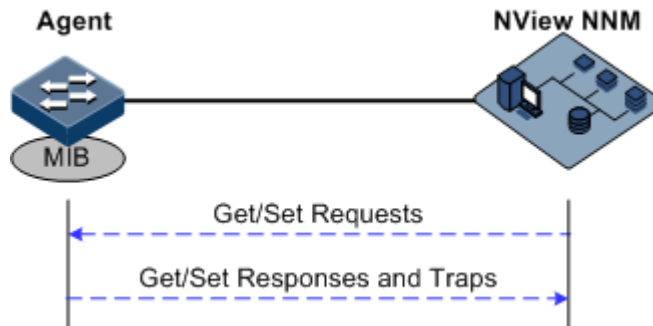 Agent
NView NNM
MIB
Get/Set Requests
Get/Set Responses and Traps